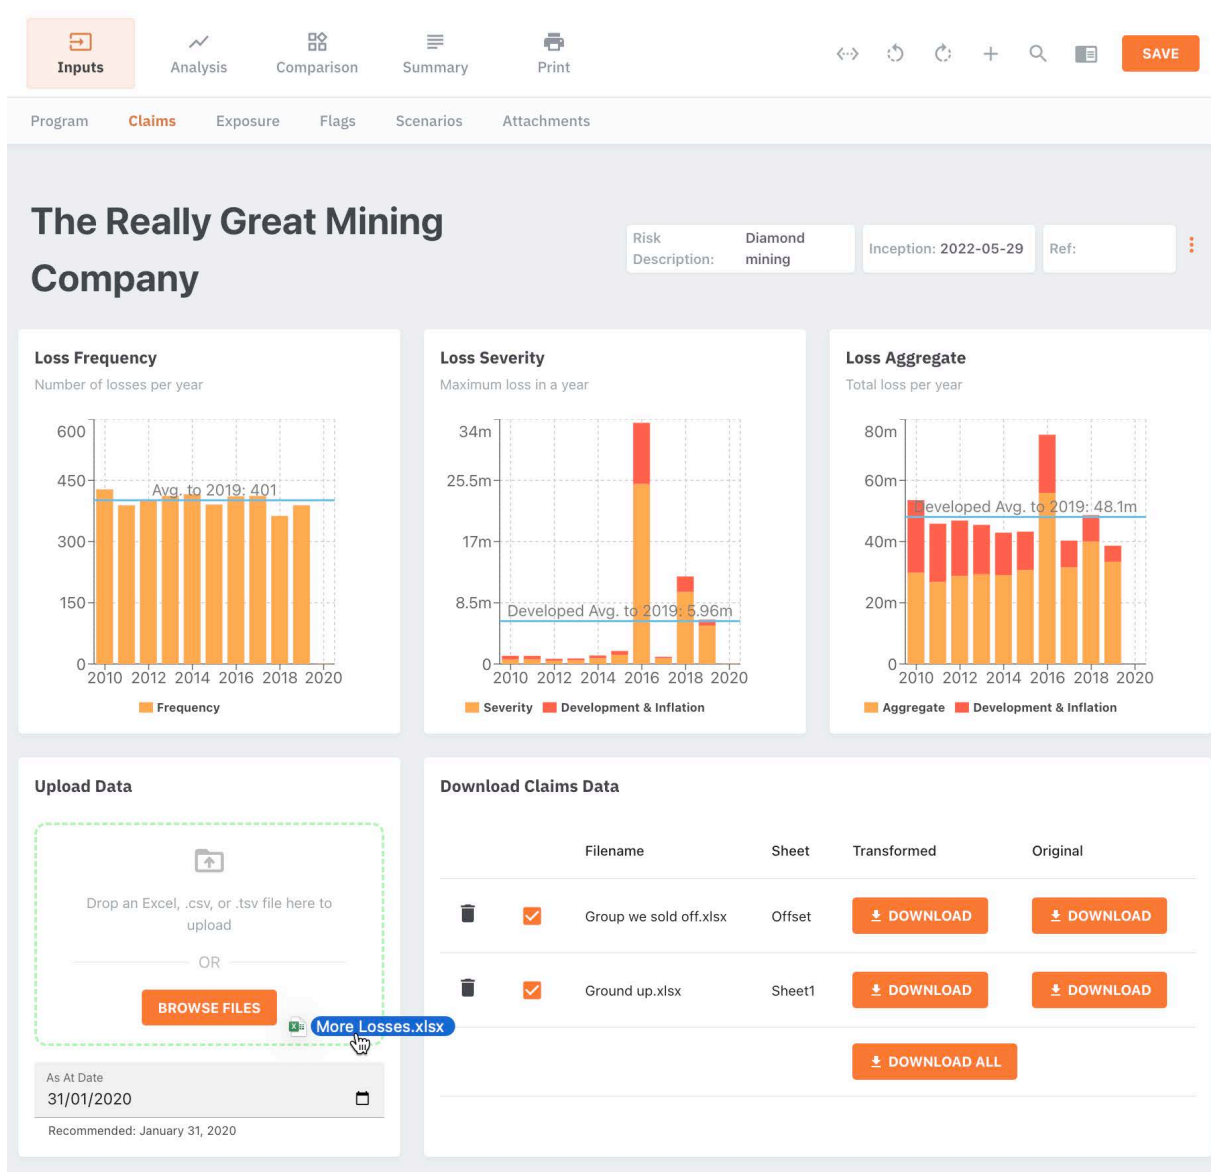 Inputs
Analysis
Comparison
Summary
Print
SAVE
Program
Claims
Exposure
Flags
Scenarios
Attachments
The Really Great Mining
Company
Risk
Description:
Diamond
mining
Inception: 2022-05-29
Ref:
Loss Frequency
Number of losses per year
600
450
300
150
0
Avg. to 2019: 401
2010 2012 2014 2016 2018 2020
Frequency
Loss Severity
Maximum loss in a year
34m
25.5m
17m
8.5m
0
Developed Avg. to 2019: 5.96m
2010 2012 2014 2016 2018 2020
Severity Development & Inflation
Loss Aggregate
Total loss per year
80m
60m
40m
20m
0
Developed Avg. to 2019: 48.1m
2010 2012 2014 2016 2018 2020
Aggregate Development & Inflation
Upload Data
Drop an Excel, .csv, or .tsv file here to
upload
OR
BROWSE FILES
More Losses.xlsx
As At Date
31/01/2020
Recommended: January 31, 2020
Download Claims Data
Filename Sheet Transformed Original
Group we sold off.xlsx Offset DOWNLOAD DOWNLOAD
Ground up.xlsx Sheet1 DOWNLOAD DOWNLOAD
DOWNLOAD ALL